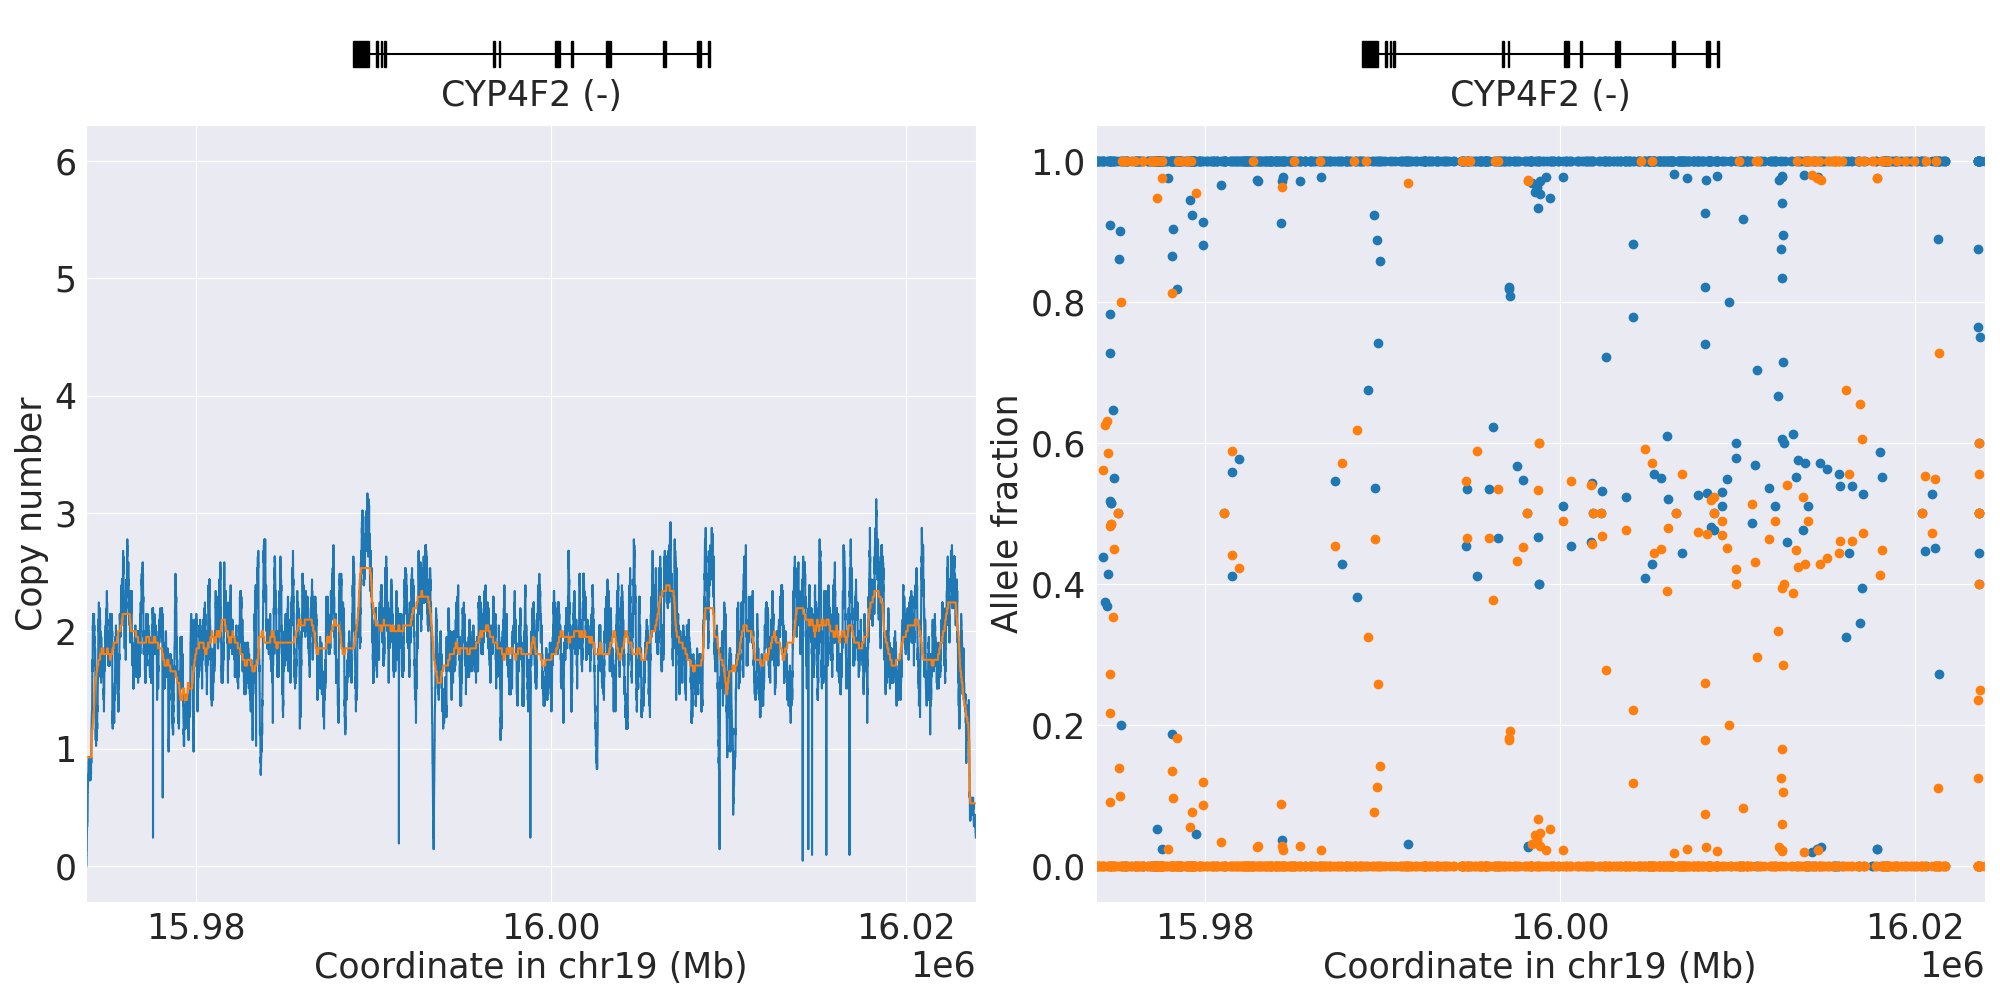 CYP4F2 (-)
6
5
4
3
2
1
0
Copy number
15.98
16.00
16.02
Coordinate in chr19 (Mb)
1e6
CYP4F2 (-)
1.0
0.8
0.6
0.4
0.2
0.0
Allele fraction
15.98
16.00
16.02
Coordinate in chr19 (Mb)
1e6